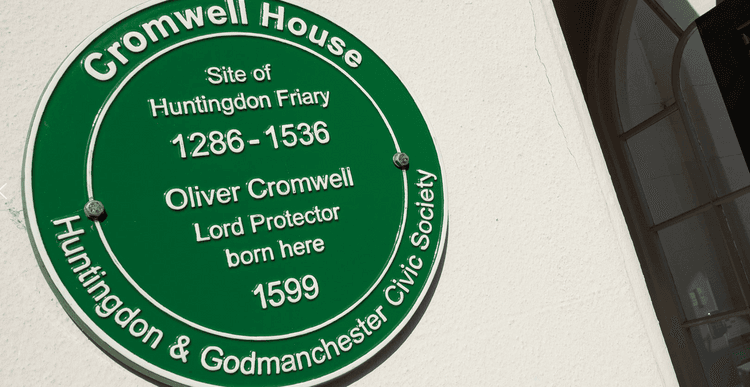 Cromwell House
Site of
Huntingdon Friary
1286-1536
Oliver Cromwell
Lord Protector
born here
1599
Huntingdon & Godmanchester Civic Society